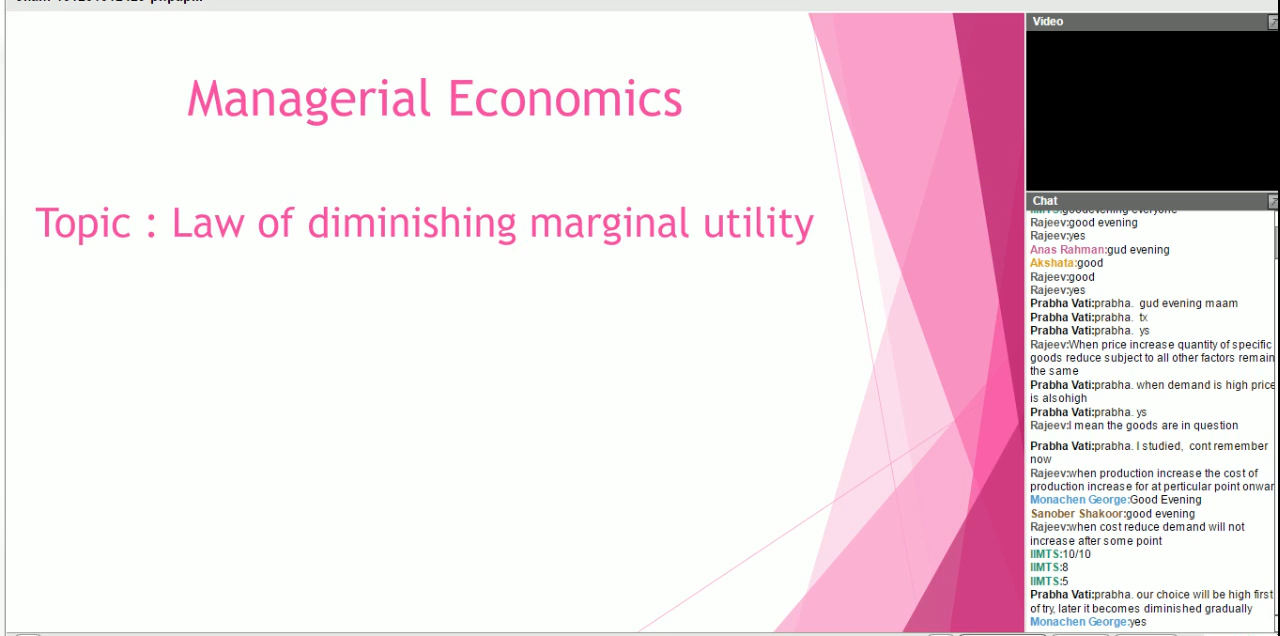 Managerial Economics
Topic : Law of diminishing marginal utility
Video
Chat
IIMTS:goodevening everyone
Rajeev:good evening
Rajeev:yes
Anas Rahman:gud evening
Akshata:good
Rajeev:good
Rajeev:yes
Prabha Vati:prabha. gud evening maam
Prabha Vati:prabha. tx
Prabha Vati:prabha. ys
Rajeev:When price increase quantity of specific
goods reduce subject to all other factors remain
the same
Prabha Vati:prabha. when demand is high price
is alsohigh
Prabha Vati:prabha. ys
Rajeev:I mean the goods are in question
Prabha Vati:prabha. I studied, cont remember
now
Rajeev:when production increase the cost of
production increase for at perticular point onwar
Monachen George:Good Evening
Sanober Shakoor:good evening
Rajeev:when cost reduce demand will not
increase after some point
IIMTS:10/10
IIMTS:8
IIMTS:5
Prabha Vati:prabha. our choice will be high first
of try, later it becomes diminished gradually
Monachen George:yes